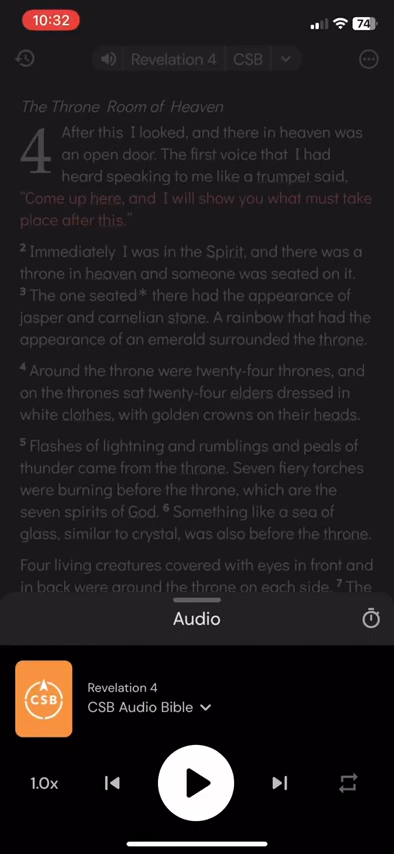 10:32
74
Revelation 4 CSB
The Throne Room of Heaven
4 After this I looked, and there in heaven was
an open door. The first voice that I had
heard speaking to me like a trumpet said,
"Come up here, and I will show you what must take
place after this."
2 Immediately I was in the Spirit, and there was a
throne in heaven and someone was seated on it.
3 The one seated* there had the appearance of
jasper and carnelian stone. A rainbow that had the
appearance of an emerald surrounded the throne.
4 Around the throne were twenty-four thrones, and
on the thrones sat twenty-four elders dressed in
white clothes, with golden crowns on their heads.
5 Flashes of lightning and rumblings and peals of
thunder came from the throne. Seven fiery torches
were burning before the throne, which are the
seven spirits of God. 6 Something like a sea of
glass, similar to crystal, was also before the throne.
Four living creatures covered with eyes in front and
in back were around the throne on each side. 7 The
Audio
CSB
Revelation 4
CSB Audio Bible
1.0x